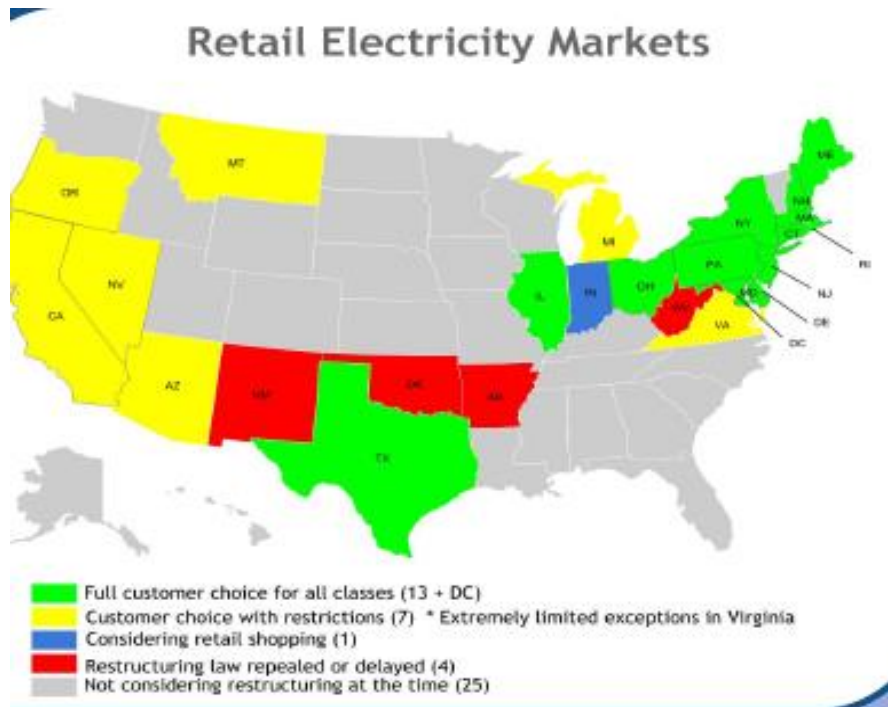 Retail Electricity Markets
MT
OR
ME
NH
NY
MA
CT
RI
MI
NV
PA
IL
IN
OH
NJ
CA
MD
DE
WV
VA
DC
AZ
NM
OK
AR
TX
Full customer choice for all classes (13 + DC)
Customer choice with restrictions (7) * Extremely limited exceptions in Virginia
Considering retail shopping (1)
Restructuring law repealed or delayed (4)
Not considering restructuring at the time (25)